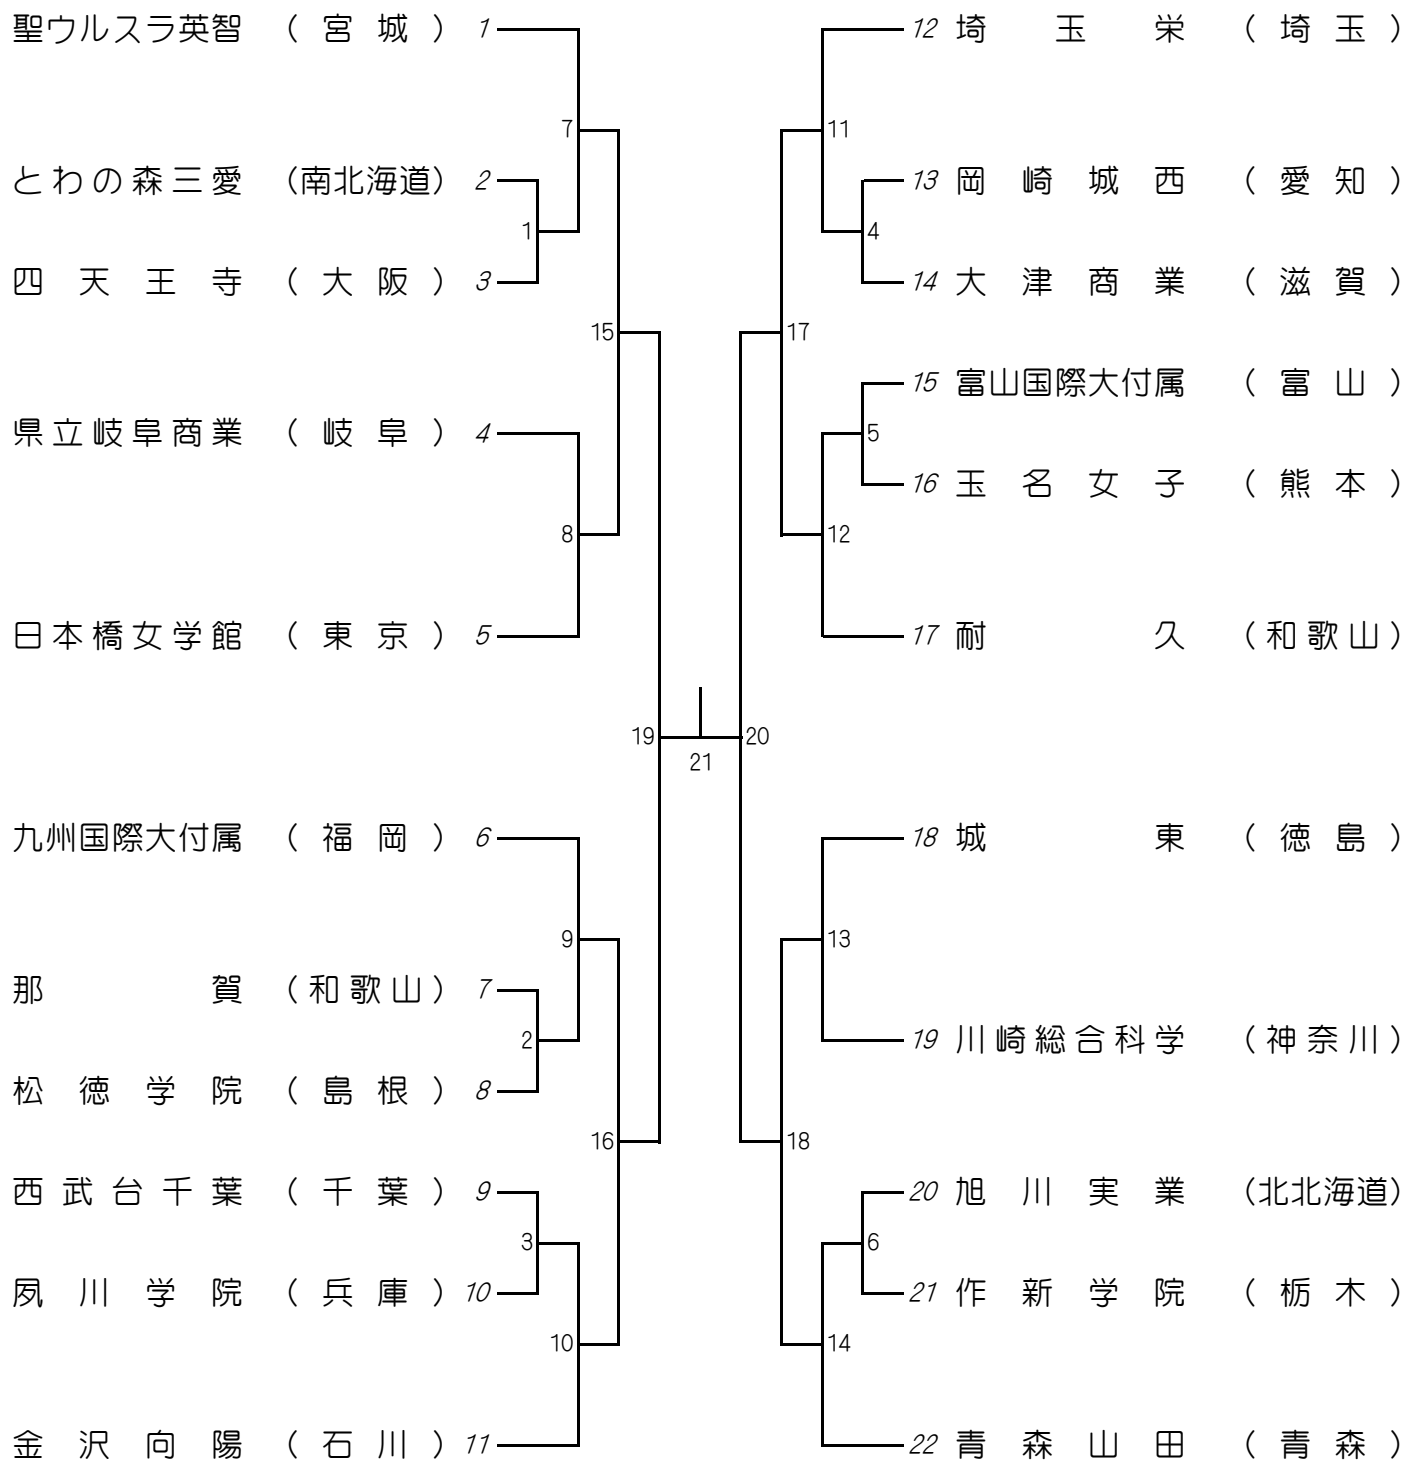 聖ウルスラ英智 (宮城) 1
7
とわの森三愛 (南北海道) 2
1
四天王寺 (大阪) 3
15
県立岐阜商業 (岐阜) 4
8
日本橋女学館 (東京) 5
19
21
九州国際大付属 (福岡) 6
9
那賀 (和歌山) 7
2
松徳学院 (島根) 8
16
西武台千葉 (千葉) 9
3
夙川学院 (兵庫) 10
10
金沢向陽 (石川) 11
12 埼玉栄 (埼玉)
11
13 岡崎城西 (愛知)
4
14 大津商業 (滋賀)
17
15 富山国際大付属 (富山)
5
16 玉名女子 (熊本)
12
17 耐久 (和歌山)
20
18 城東 (徳島)
13
19 川崎総合科学 (神奈川)
18
20 旭川実業 (北北海道)
6
21 作新学院 (栃木)
14
22 青森山田 (青森)